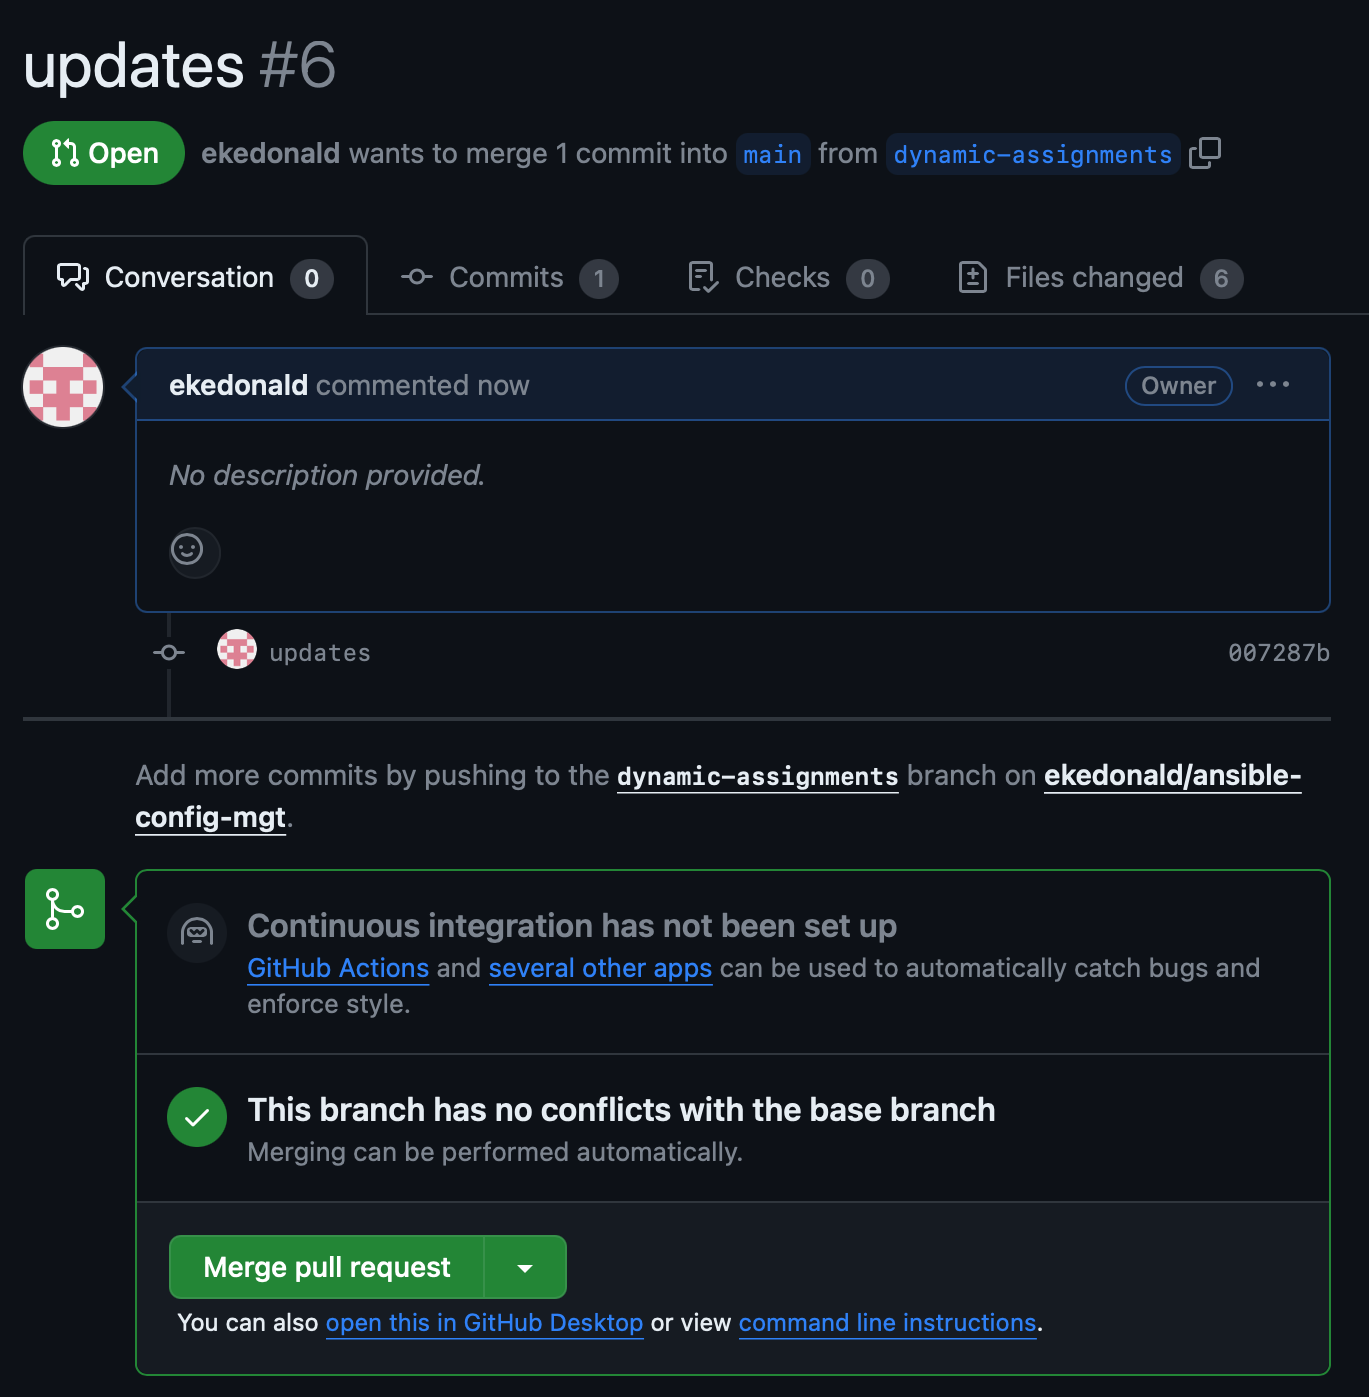 updates #6
Open ekedonald wants to merge 1 commit into main from dynamic-assignments
Conversation 0 Commits 1 Checks 0 Files changed 6
ekedonald commented now Owner
No description provided.
updates 007287b
Add more commits by pushing to the dynamic-assignments branch on ekedonald/ansible-
config-mgt.
Continuous integration has not been set up
GitHub Actions and several other apps can be used to automatically catch bugs and
enforce style.
This branch has no conflicts with the base branch
Merging can be performed automatically.
Merge pull request
You can also open this in GitHub Desktop or view command line instructions.